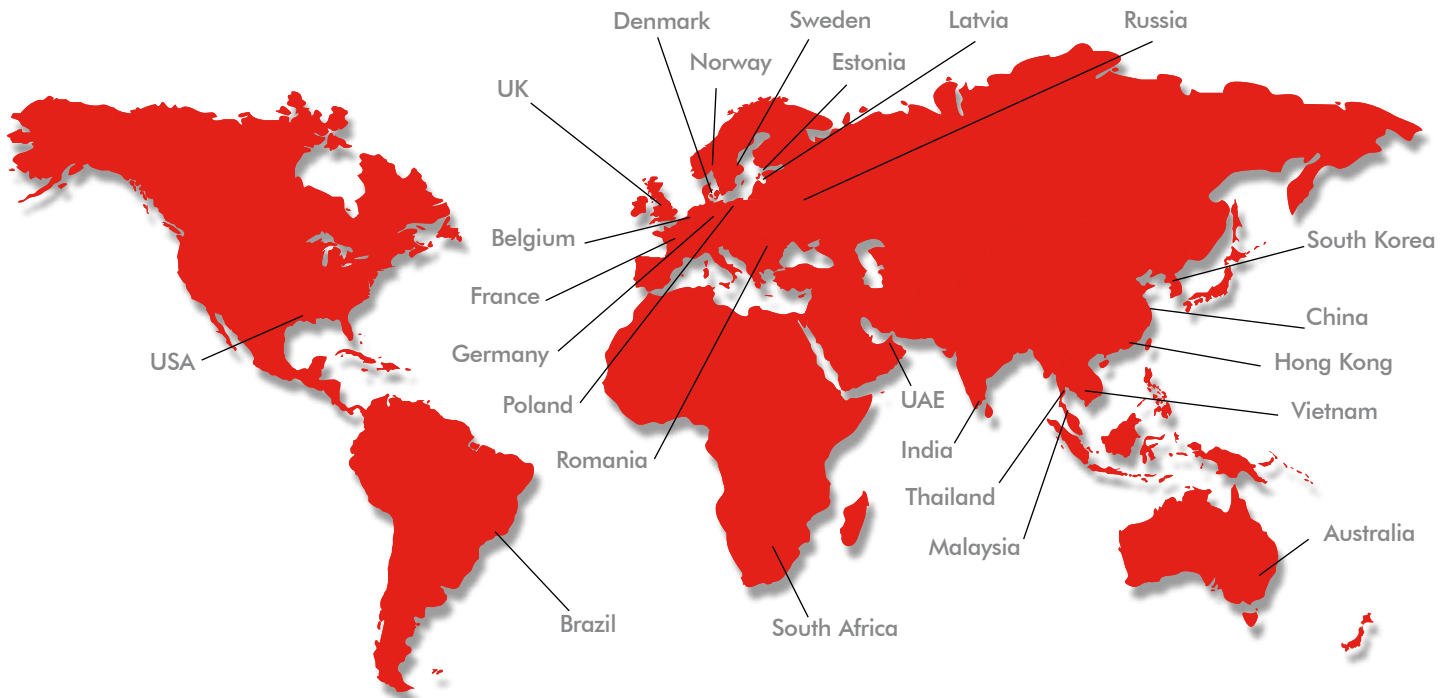 Denmark
Sweden
Latvia
Russia
Norway
Estonia
UK
Belgium
South Korea
France
China
USA
Germany
Hong Kong
Poland
UAE
Vietnam
Romania
India
Thailand
Malaysia
Australia
Brazil
South Africa